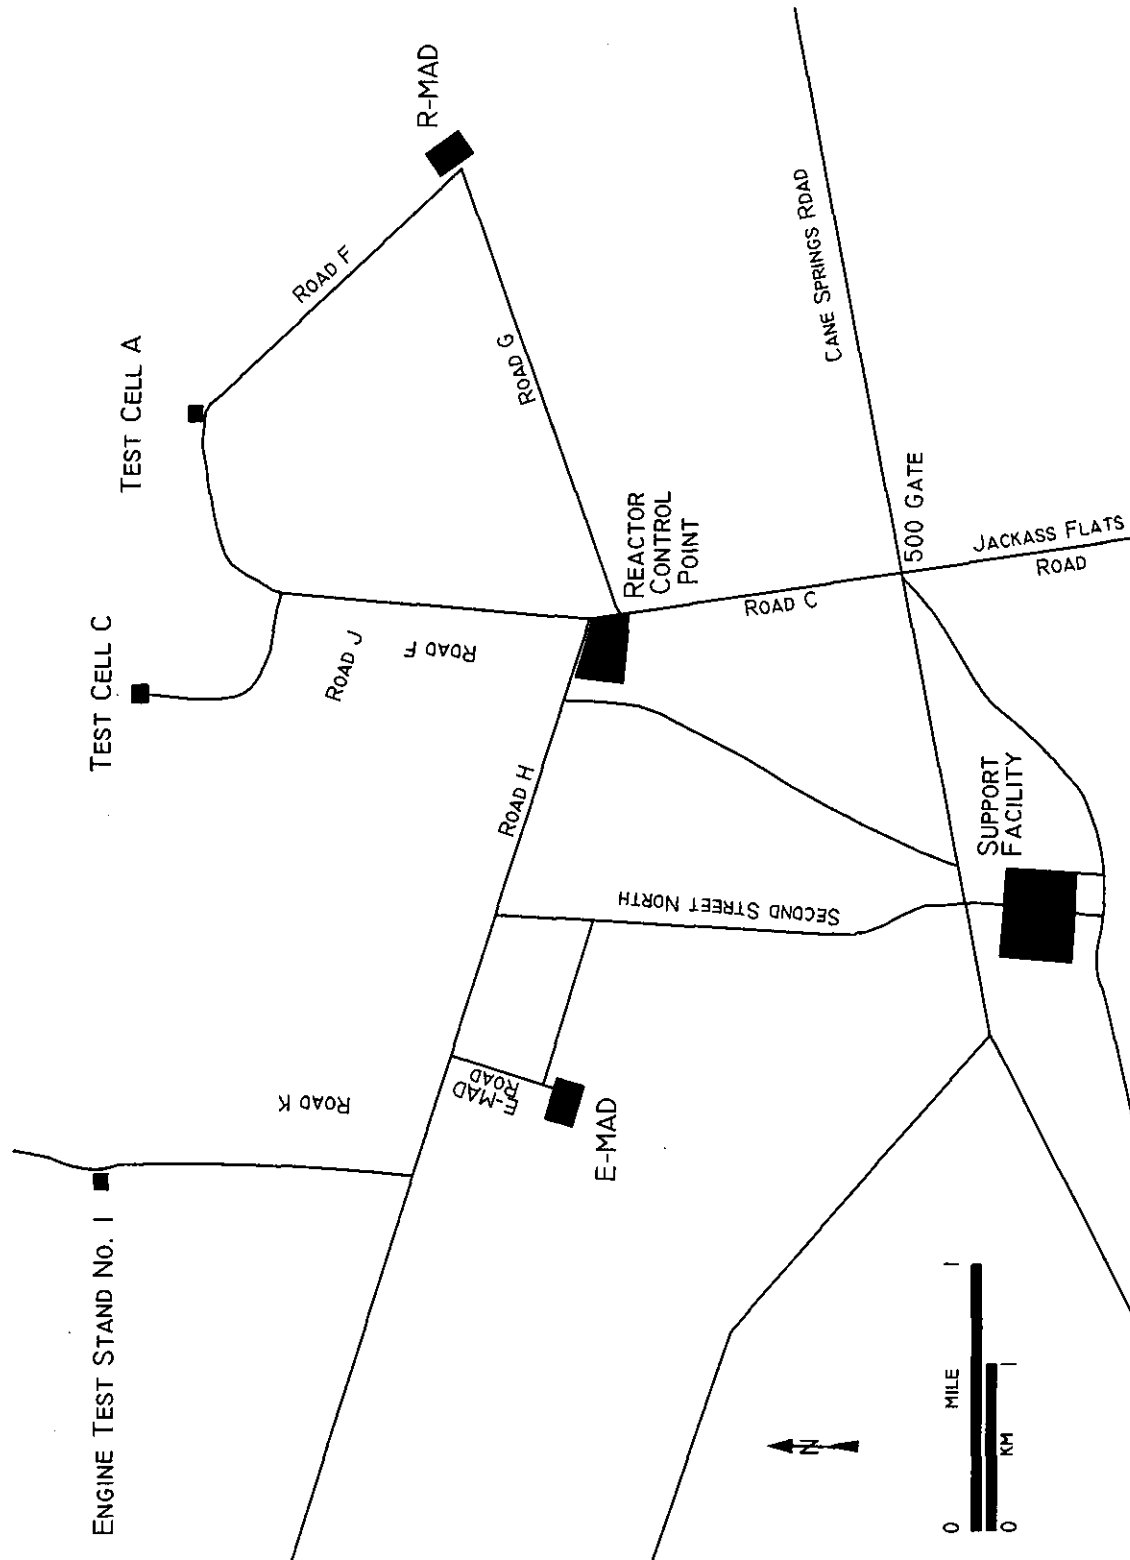 ENGINE TEST STAND NO. 1
TEST CELL C
TEST CELL A
R-MAD
ROAD K
ROAD J
ROAD F
ROAD F
ROAD G
ROAD H
E-MAD
ROAD
E-MAD
SECOND STREET NORTH
REACTOR
CONTROL
POINT
ROAD C
CANE SPRINGS ROAD
500 GATE
JACKASS FLATS
ROAD
SUPPORT
FACILITY
N
0 MILE 1
0 KM 1